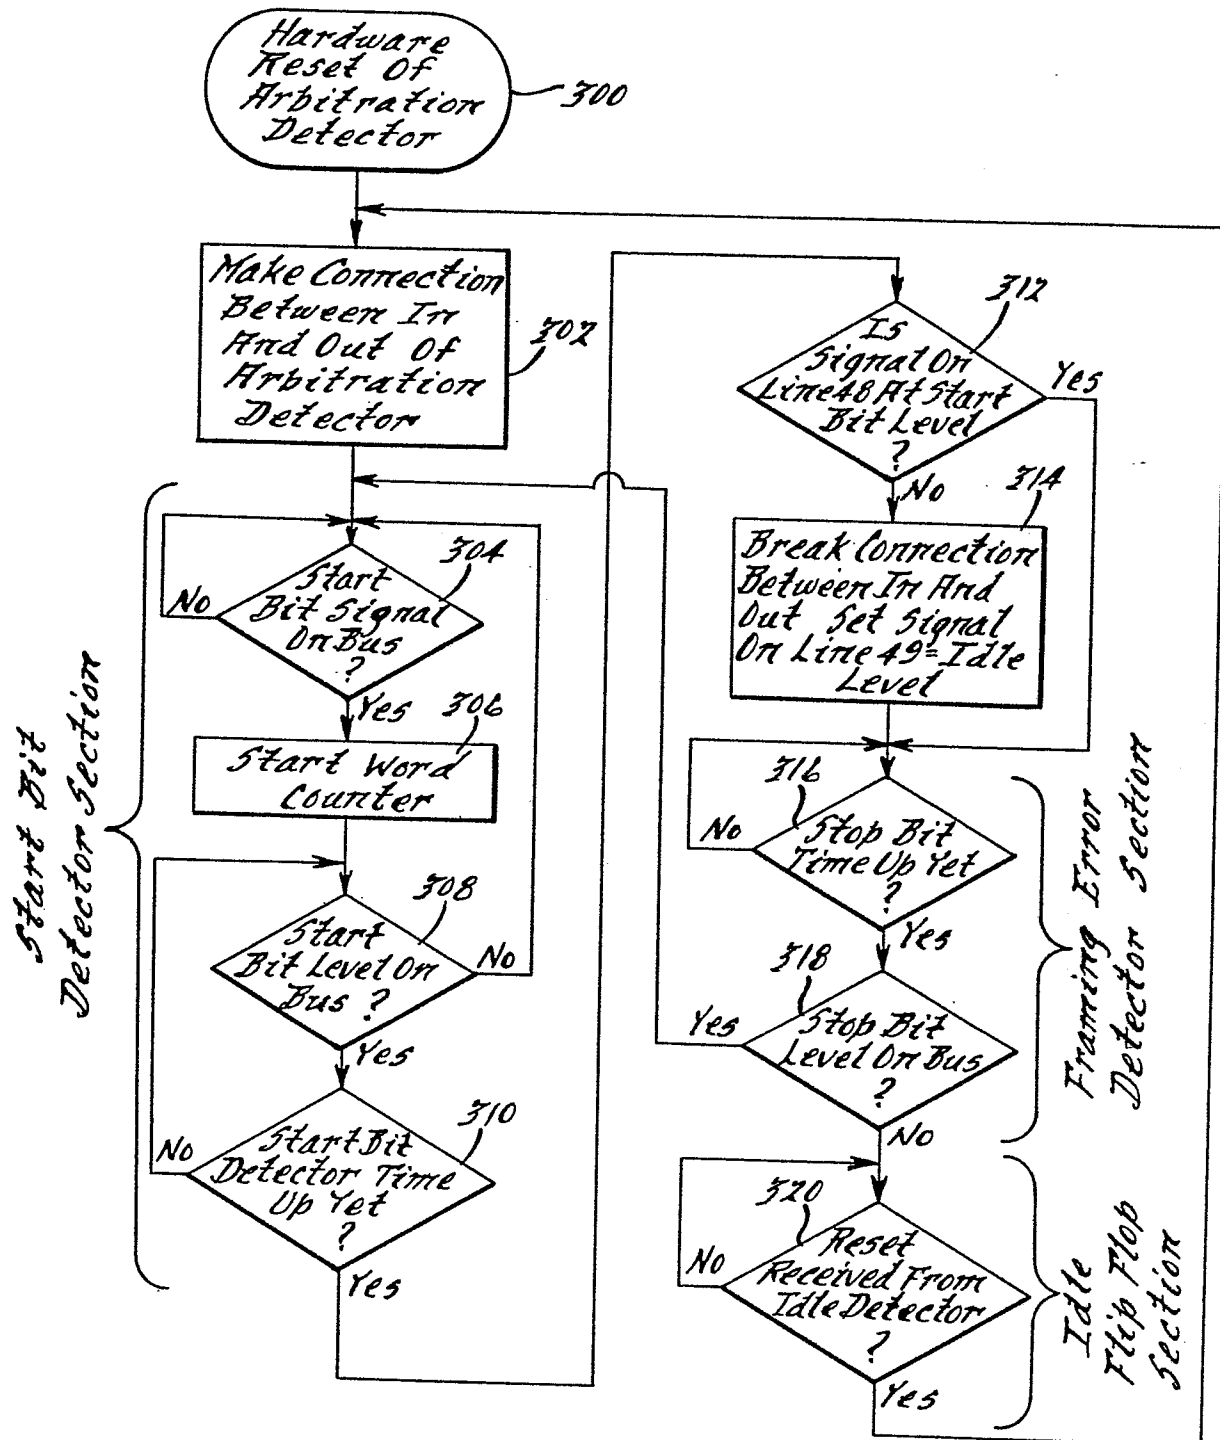 Hardware
Reset Of
Arbitration
Detector
300
Make Connection
Between In
And Out Of
Arbitration
Detector
302
Start Bit
Detector Section
Start
Bit Signal
On Bus
?
304
No
Yes
306
Start Word
Counter
308
Start
Bit Level On
Bus ?
No
Yes
310
Start Bit
Detector Time
Up Yet
?
No
Yes
312
Is
Signal On
Line 48 At Start
Bit Level
?
Yes
No
314
Break Connection
Between In And
Out Set Signal
On Line 49 = Idle
Level
316
Stop Bit
Time Up Yet
?
No
Yes
318
Stop Bit
Level On Bus
?
Yes
No
Framing Error
Detector Section
320
Reset
Received From
Idle Detector
?
No
Yes
Idle
Flip Flop
Section